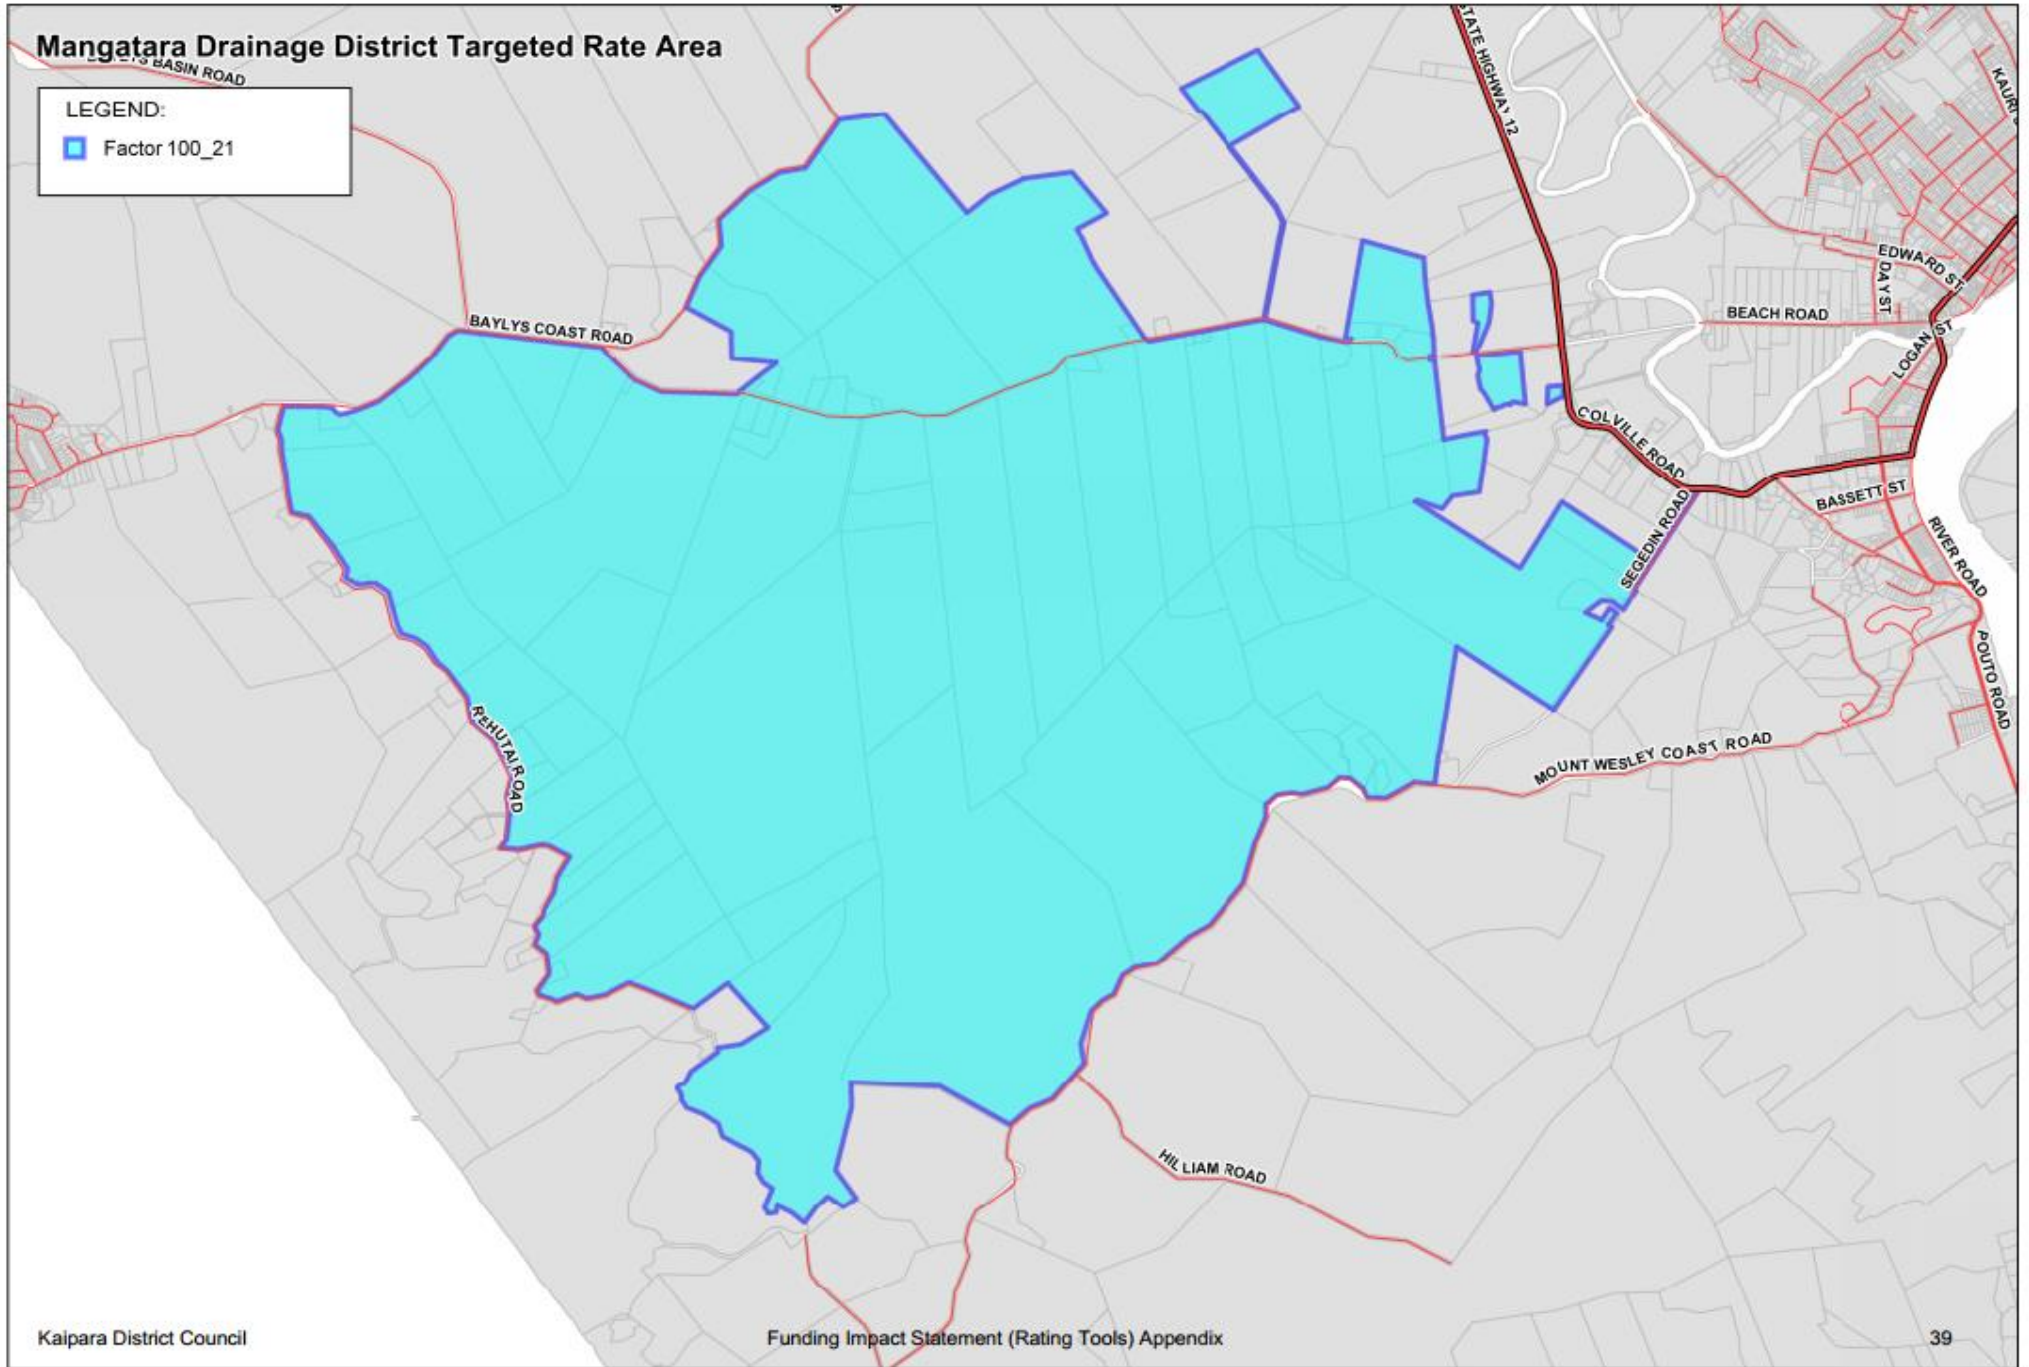 Mangatara Drainage District Targeted Rate Area
BASIN ROAD
LEGEND:
Factor 100_21
STATE HIGHWAY 12
EDWARD ST
DAY ST
BEACH ROAD
LOGAN ST
BAYLYS COAST ROAD
COLVILLE ROAD
BASSETT ST
SEGEDIN ROAD
RIVER ROAD
POUTO ROAD
REHUTAI ROAD
MOUNT WESLEY COAST ROAD
HILLIAM ROAD
Kaipara District Council
Funding Impact Statement (Rating Tools) Appendix
39